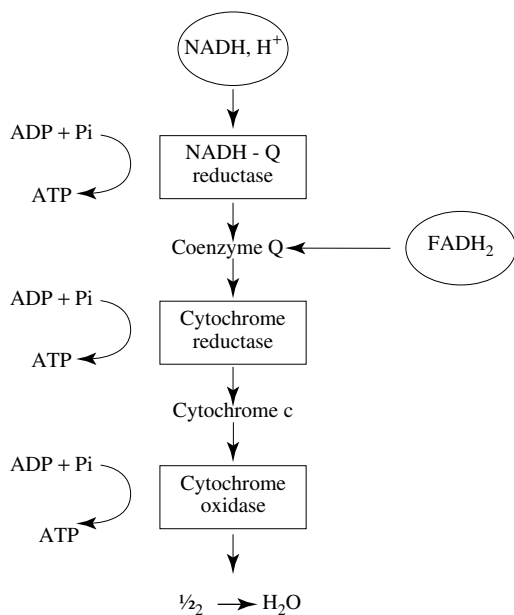 NADH, H⁺
ADP + Pi
NADH - Q
reductase
ATP
Coenzyme Q
FADH₂
ADP + Pi
Cytochrome
reductase
ATP
Cytochrome c
ADP + Pi
Cytochrome
oxidase
ATP
½₂ → H₂O